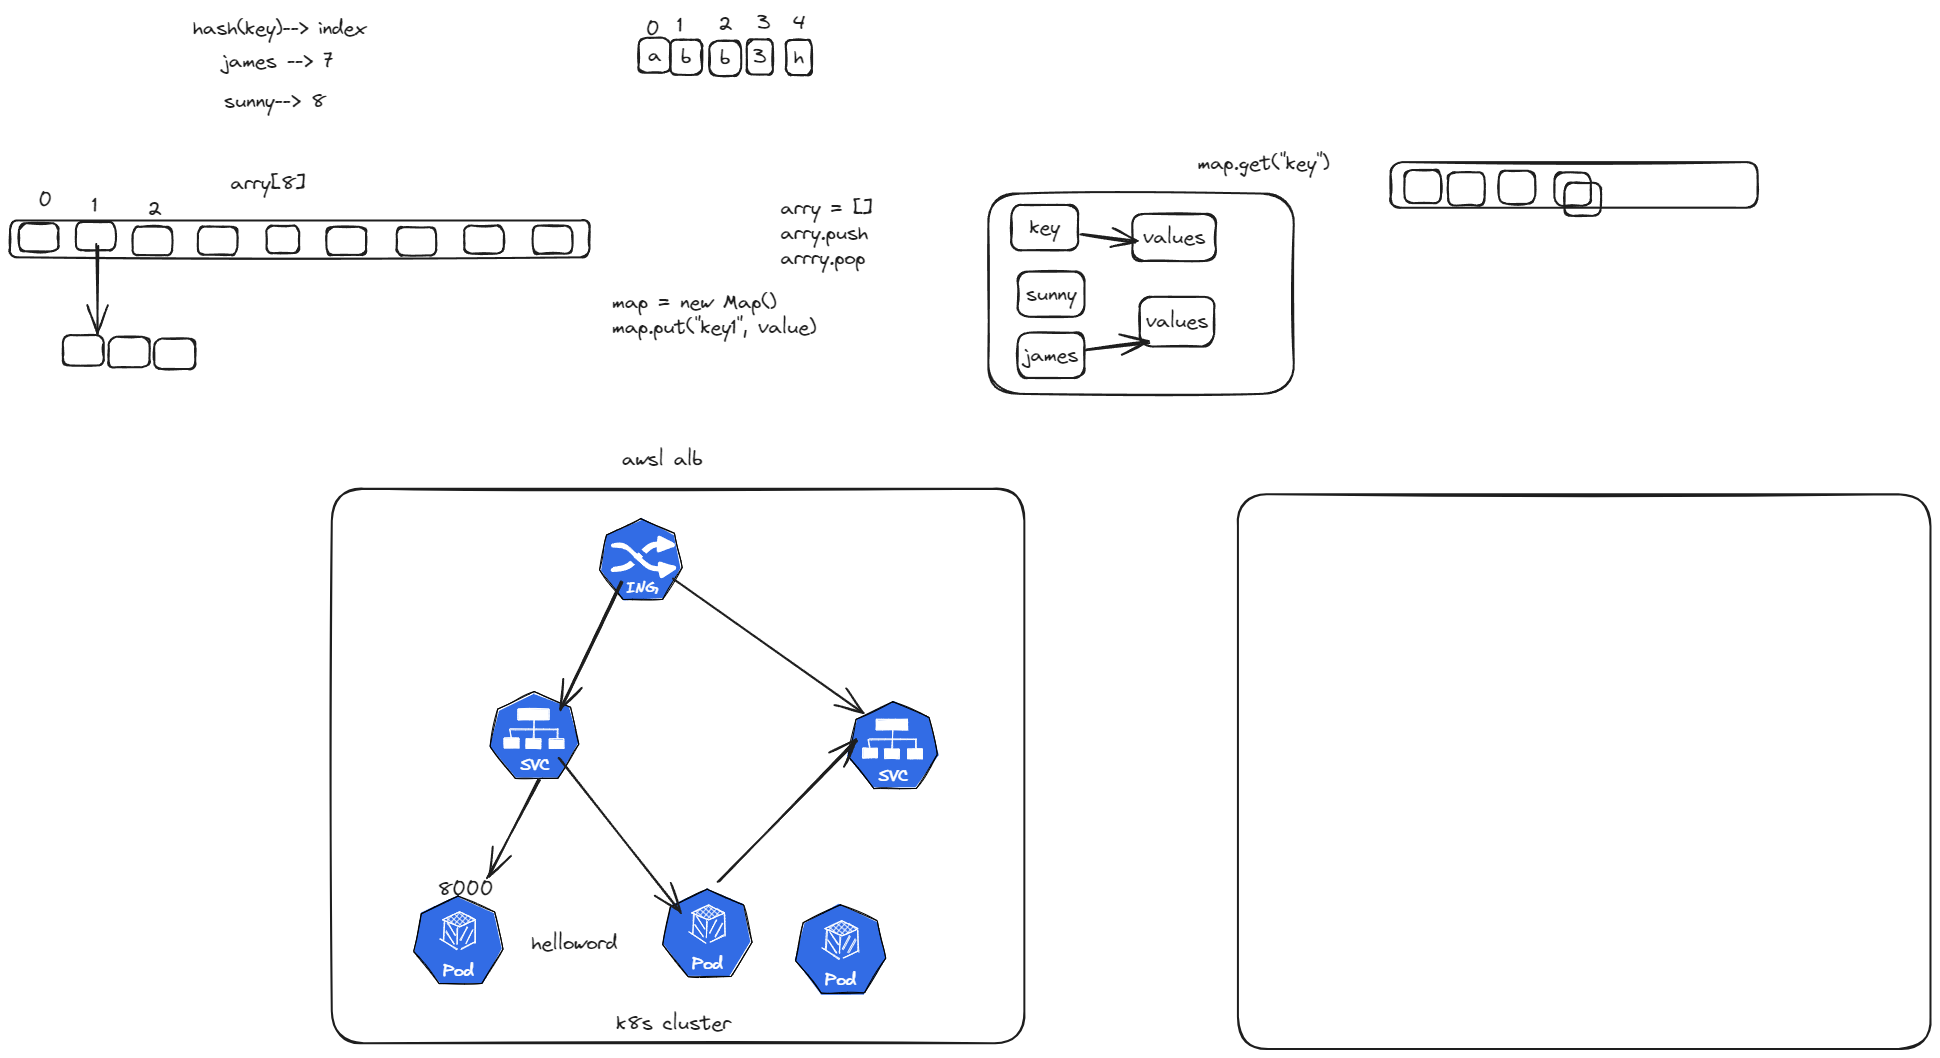 hash(key)--> index
james --> 7
sunny--> 8
0 1 2 3 4
a b b 3 h
arry[8]
0 1 2
arry = []
arry.push
arrry.pop
map = new Map()
map.put("key1", value)
map.get("key")
key values
sunny
values
james
awsl alb
ING
SVC
SVC
8000
Pod
helloword
Pod
Pod
k8s cluster